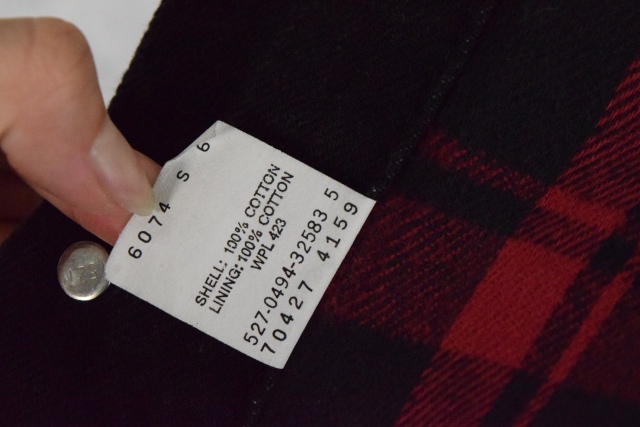 6074 S 6
SHELL: 100% COTTON
LINING: 100% COTTON
WPL 423
527-0494-32583 5
70427 4159